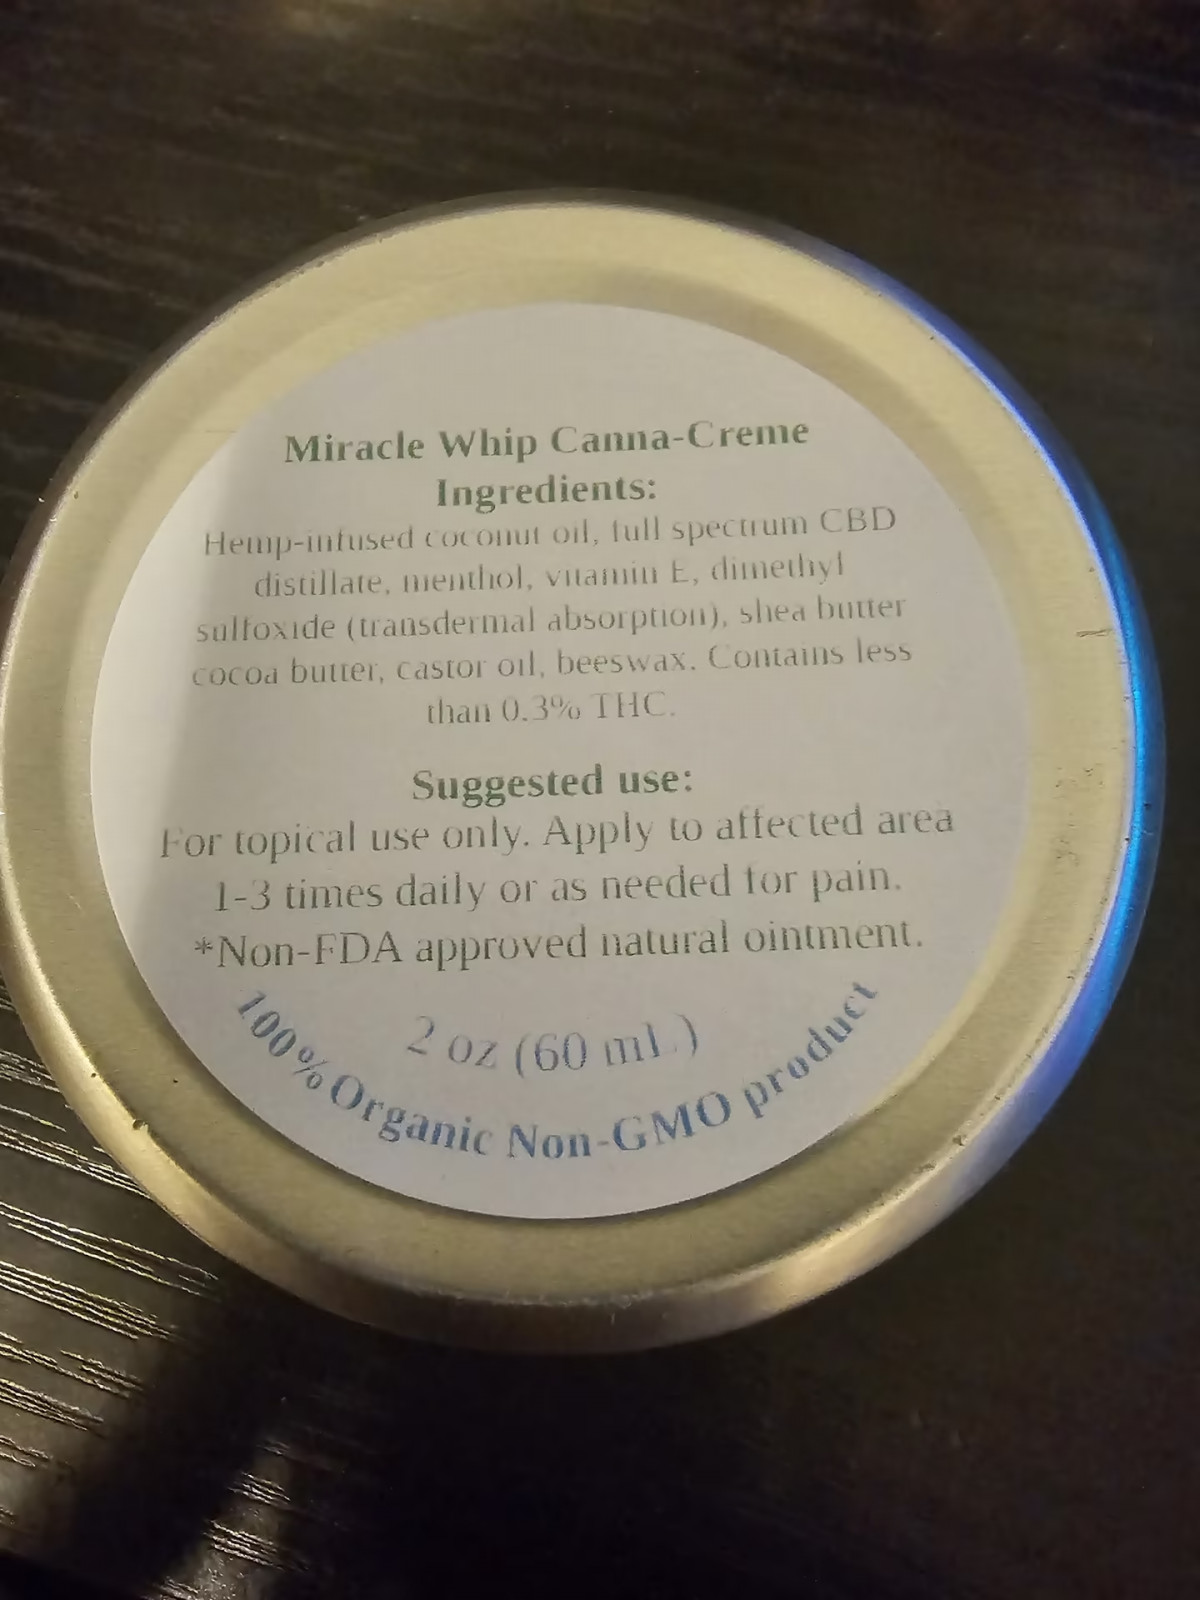 Miracle Whip Canna-Creme
Ingredients:
Hemp-infused coconut oil, full spectrum CBD
distillate, menthol, vitamin E, dimethyl
sulfoxide (transdermal absorption), shea butter
cocoa butter, castor oil, beeswax. Contains less
than 0.3% THC.
Suggested use:
For topical use only. Apply to affected area
1-3 times daily or as needed for pain.
*Non-FDA approved natural ointment.
2 oz (60 mL)
100% Organic Non-GMO product